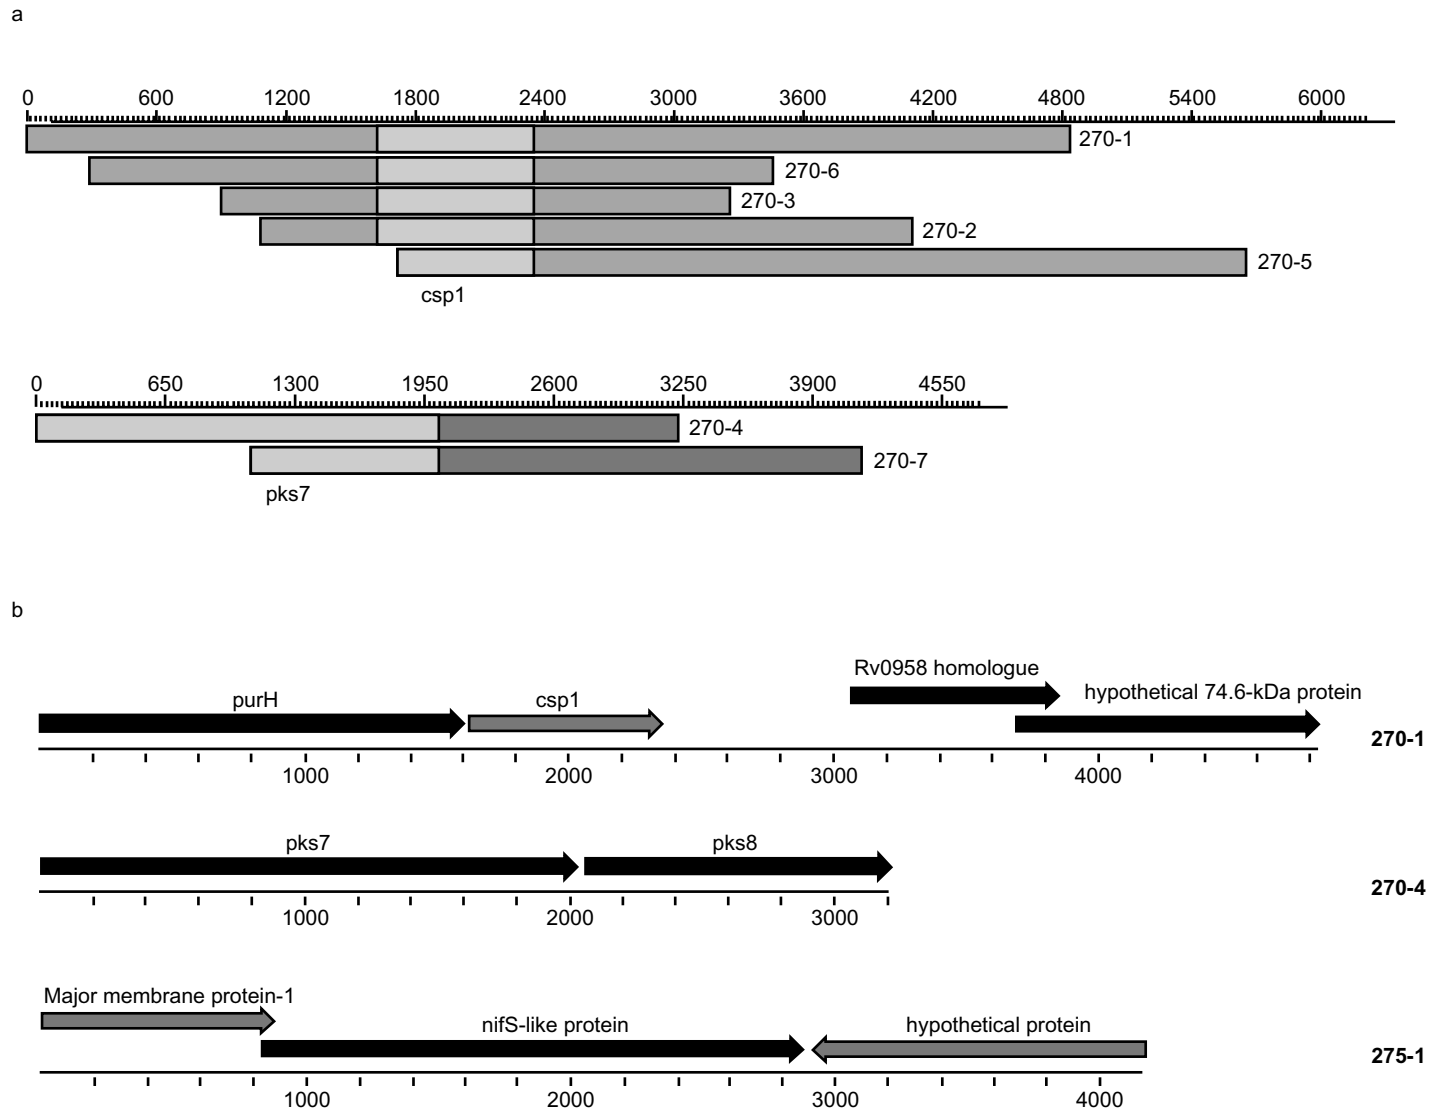 a
0 600 1200 1800 2400 3000 3600 4200 4800 5400 6000
270-1
270-6
270-3
270-2
270-5
csp1
0 650 1300 1950 2600 3250 3900 4550
270-4
270-7
pks7
b
Rv0958 homologue
purH csp1 hypothetical 74.6-kDa protein
270-1
1000 2000 3000 4000
pks7 pks8
270-4
1000 2000 3000
Major membrane protein-1
nifS-like protein hypothetical protein
275-1
1000 2000 3000 4000